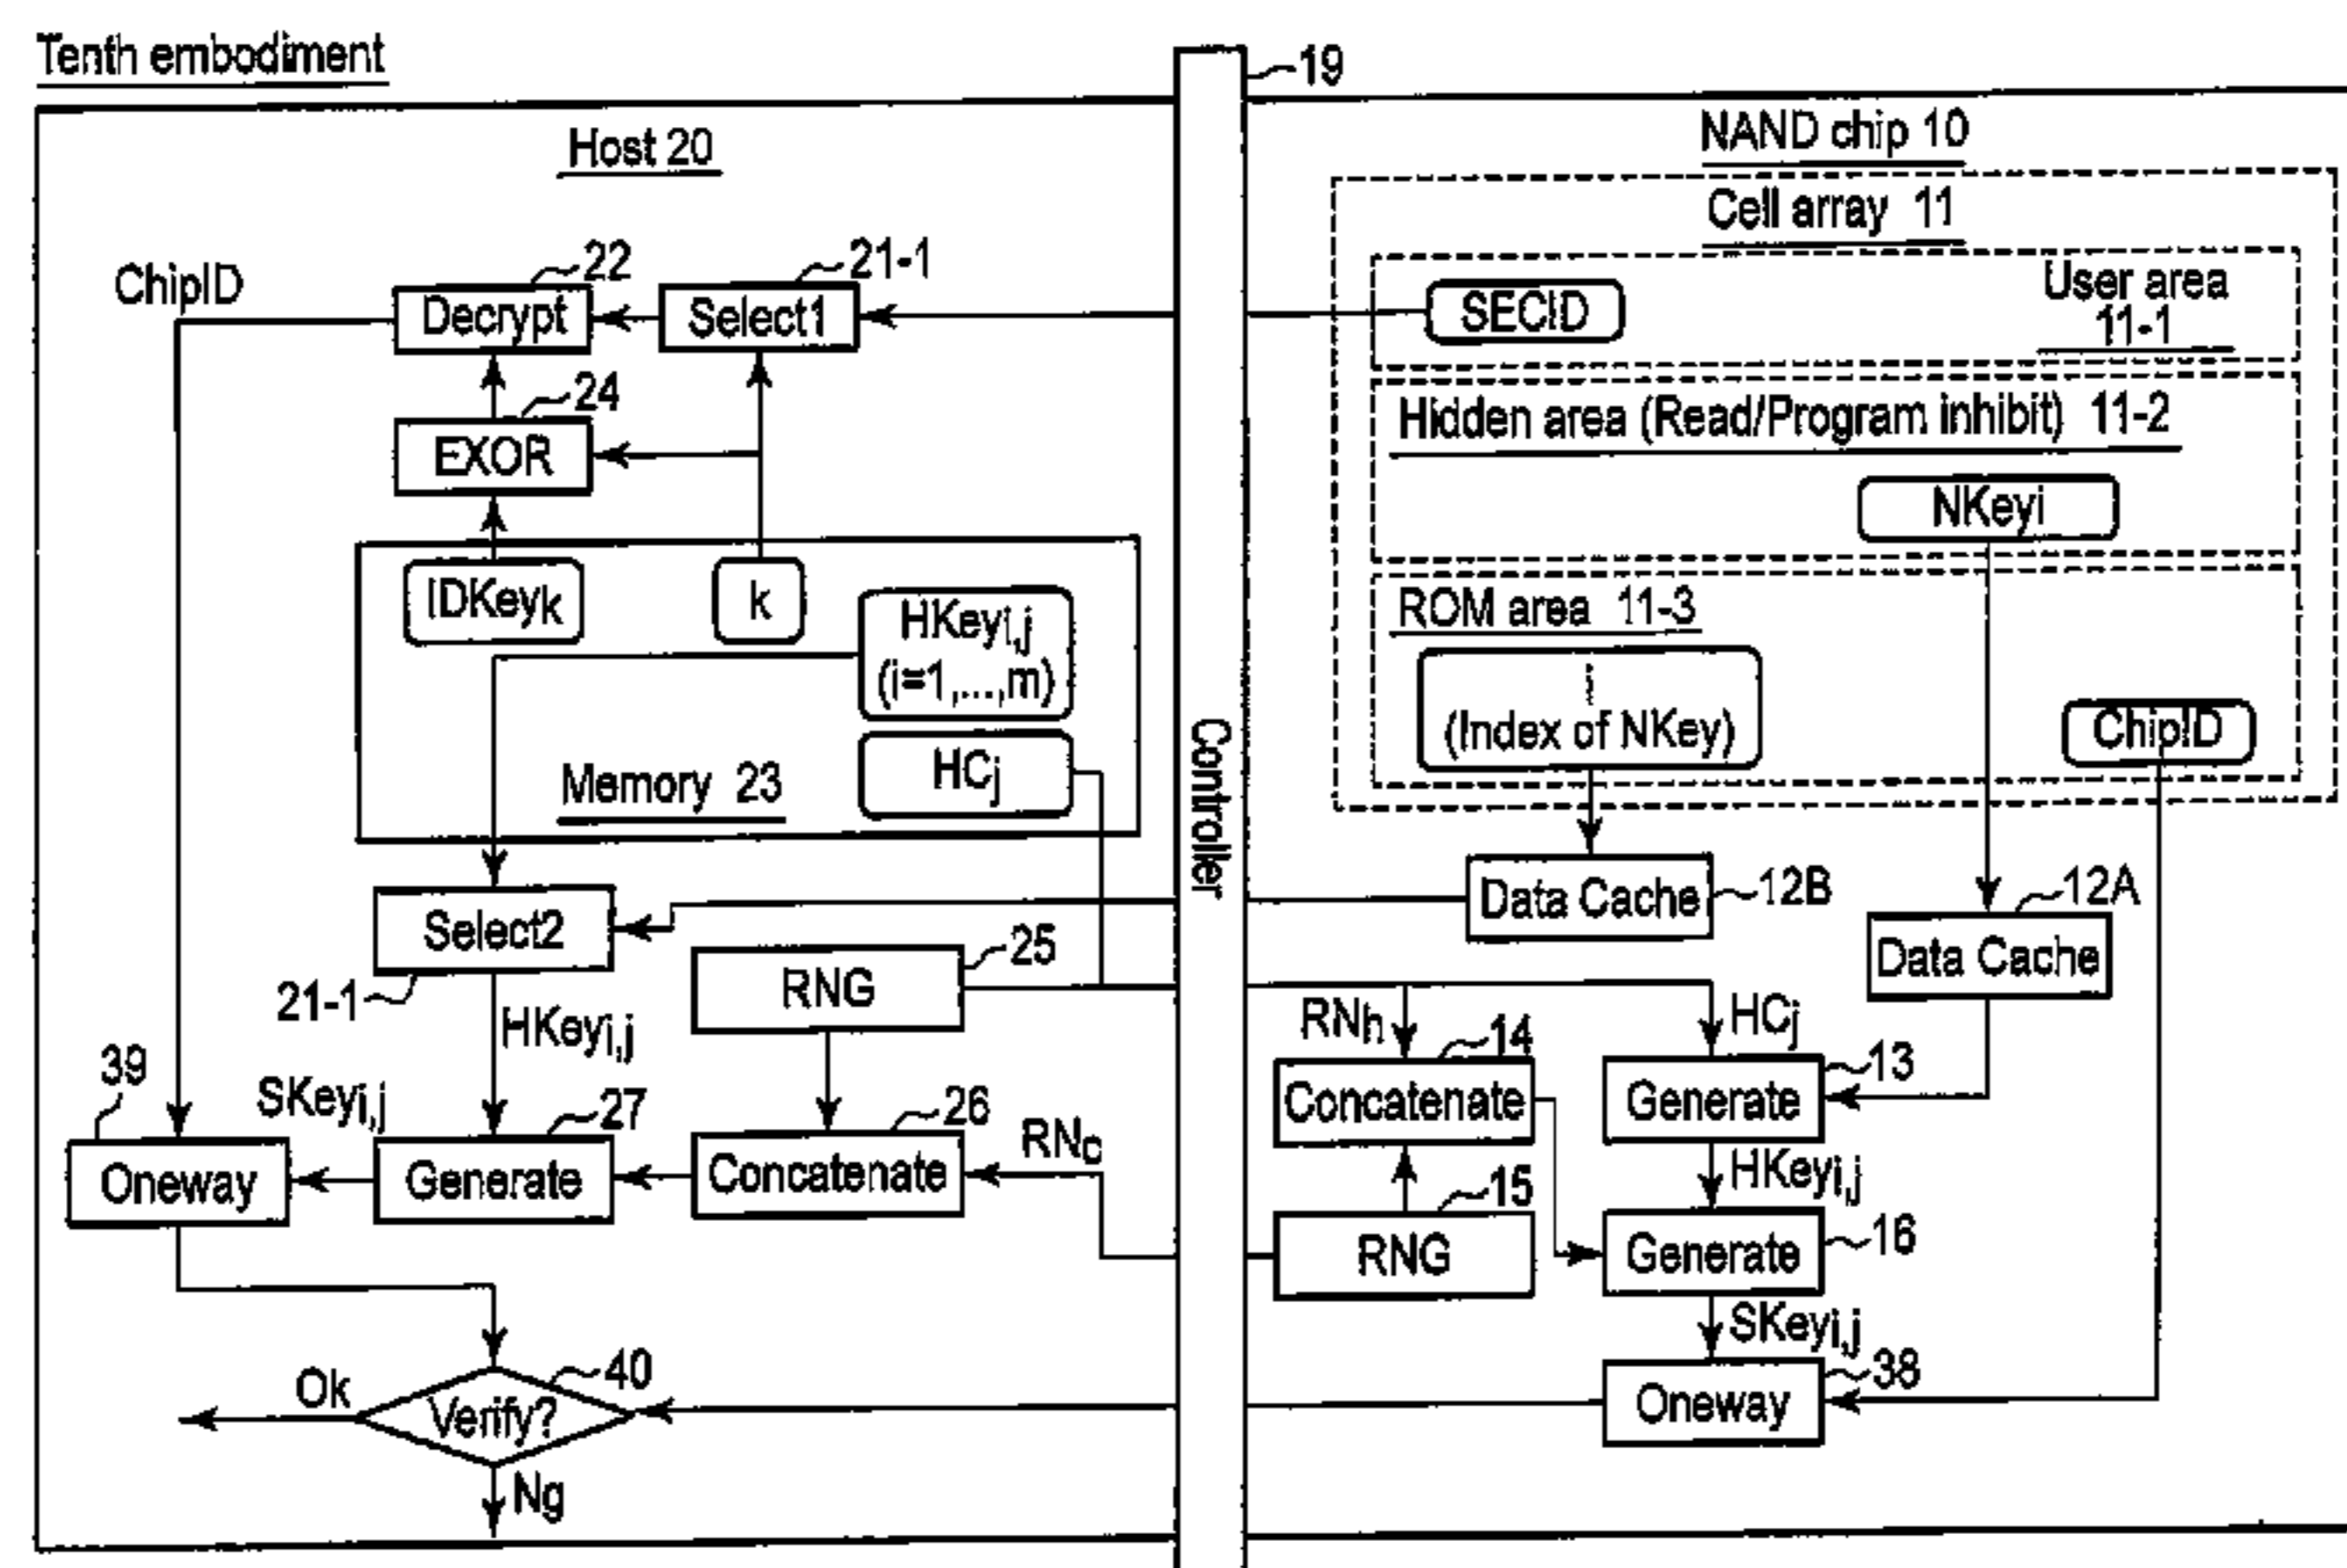 Tenth embodiment
19
Host 20
NAND chip 10
Cell array 11
ChipID
22
Decrypt
21-1
Select1
SECID
User area
11-1
24
EXOR
Hidden area (Read/Program inhibit) 11-2
NKeyi
IDKeyk
k
HKeyi,j
(i=1,...,m)
HCj
Memory 23
Controller
ROM area 11-3
i
(Index of NKey)
ChipID
Data Cache
12B
12A
Data Cache
Select2
21-1
HKeyi,j
25
RNG
RNh
HCj
14
Concatenate
13
Generate
39
SKeyi,j
27
26
RNc
Oneway
Generate
Concatenate
HKeyi,j
15
RNG
16
Generate
SKeyi,j
38
Oneway
Ok
40
Verify?
Ng